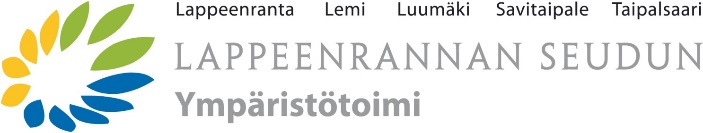 Lappeenranta Lemi Luumäki Savitaipale Taipalsaari
LAPPEENRANNAN SEUDUN
Ympäristötoimi